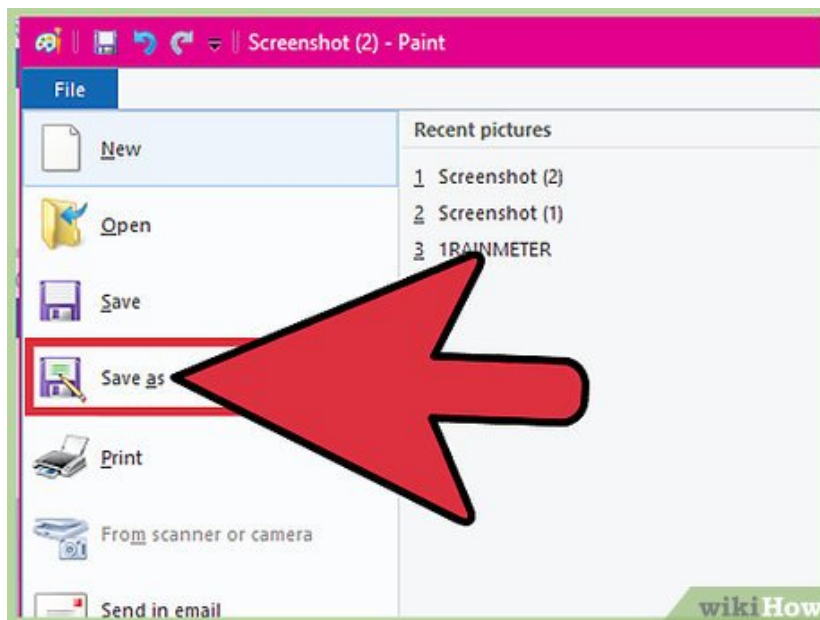 Screenshot (2) - Paint
File
New
Open
Save
Save as
Print
From scanner or camera
Send in email
Recent pictures
1 Screenshot (2)
2 Screenshot (1)
3 1RAINMETER
wikiHow